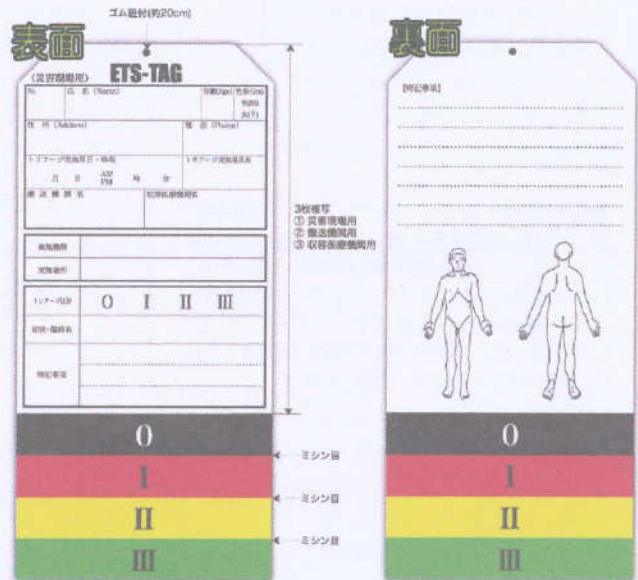 ゴム紐付(約20cm)
表面
裏面
(災害現場用) ETS-TAG
No. 氏 名 (Name) 年齢(Age) 性別(Sex)
男(M)
女(F)
住 所 (Address) 電 話 (Phone)
トリアージ実施月日・時刻 トリアージ実施者氏名
月 日 AM PM 時 分
搬送機関名 収容医療機関名
3枚複写
① 災害現場用
② 搬送機関用
③ 収容医療機関用
実施場所
トリアージ区分 0 I II III
症状・傷病名
特記事項
0
I
II
III
ミシン目
ミシン目
ミシン目
【特記事項】
0
I
II
III